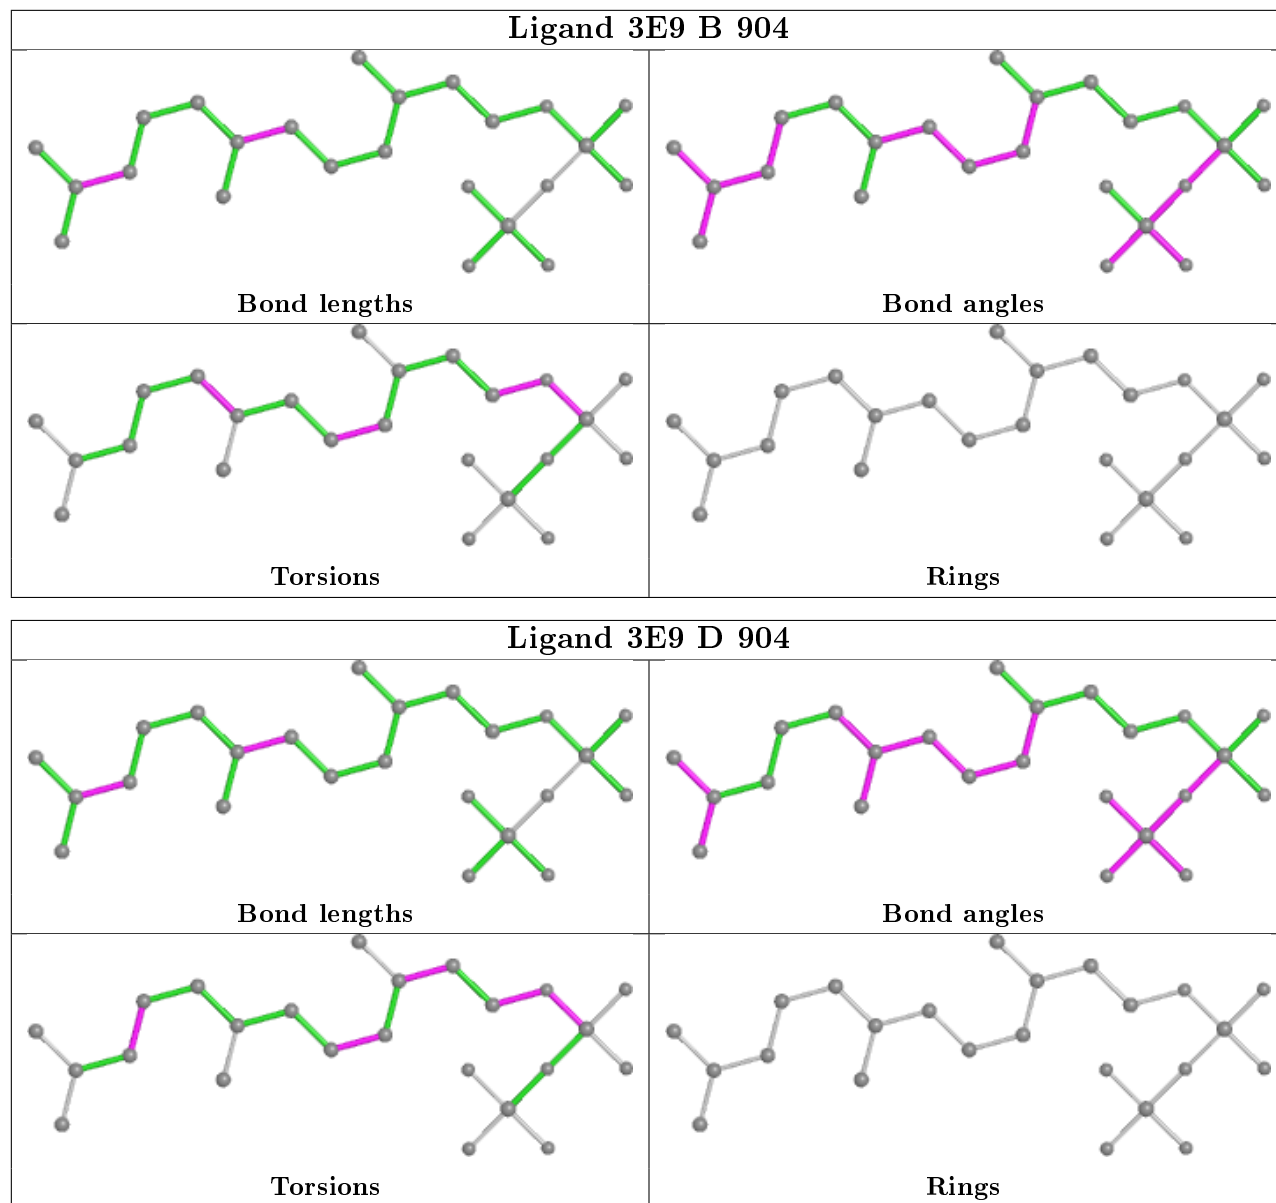 Ligand 3E9 B 904
Bond lengths
Bond angles
Torsions
Rings
Ligand 3E9 D 904
Bond lengths
Bond angles
Torsions
Rings